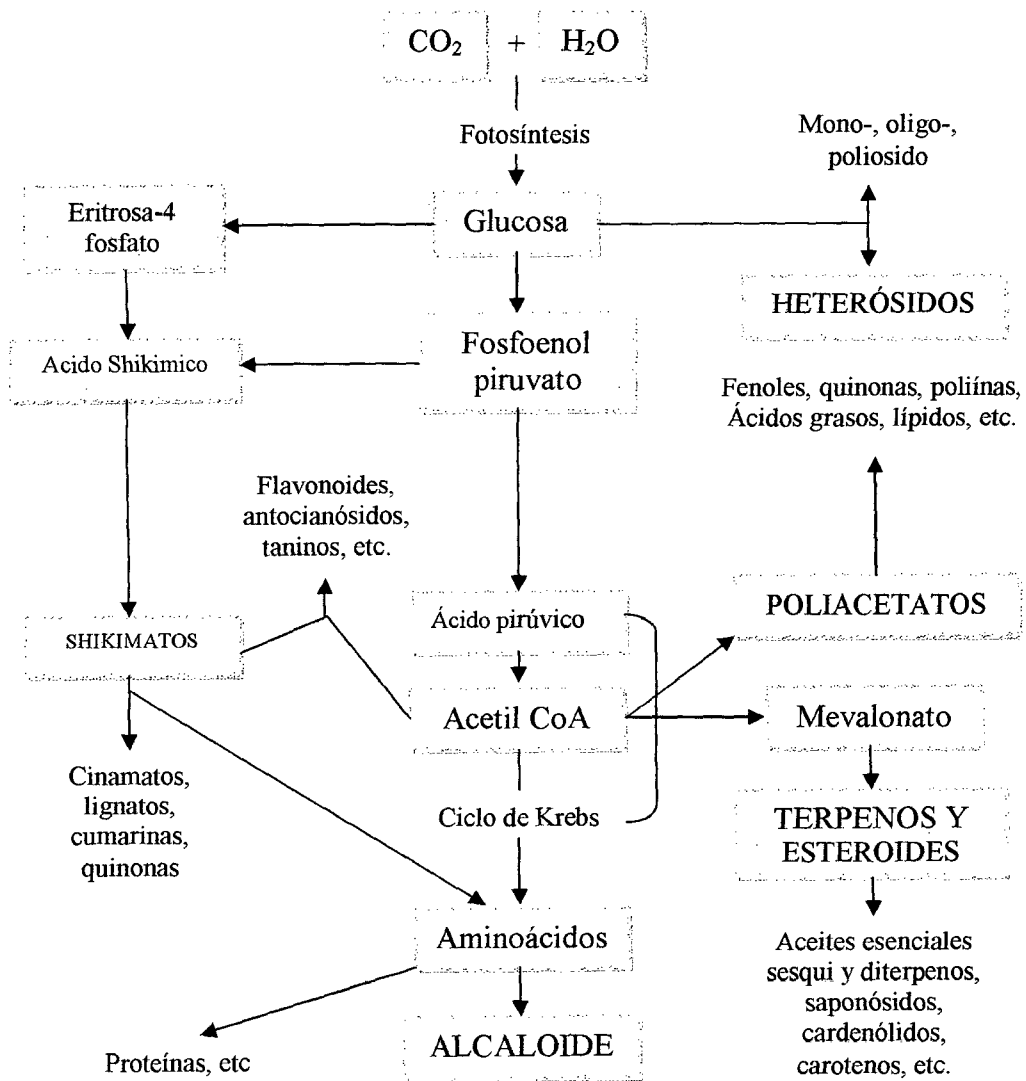 CO₂ + H₂O
Fotosíntesis
Mono-, oligo-,
poliosido
Eritrosa-4
fosfato
Glucosa
HETERÓSIDOS
Acido Shikimico
Fosfoenol
piruvato
Fenoles, quinonas, poliínas,
Ácidos grasos, lípidos, etc.
Flavonoides,
antocianósidos,
taninos, etc.
SHIKIMATOS
Ácido pirúvico
POLIACETATOS
Acetil CoA
Mevalonato
Cinamatos,
lignatos,
cumarinas,
quinonas
Ciclo de Krebs
TERPENOS Y
ESTEROIDES
Aminoácidos
Aceites esenciales
sesqui y diterpenos,
saponósidos,
cardenólidos,
carotenos, etc.
Proteínas, etc
ALCALOIDE